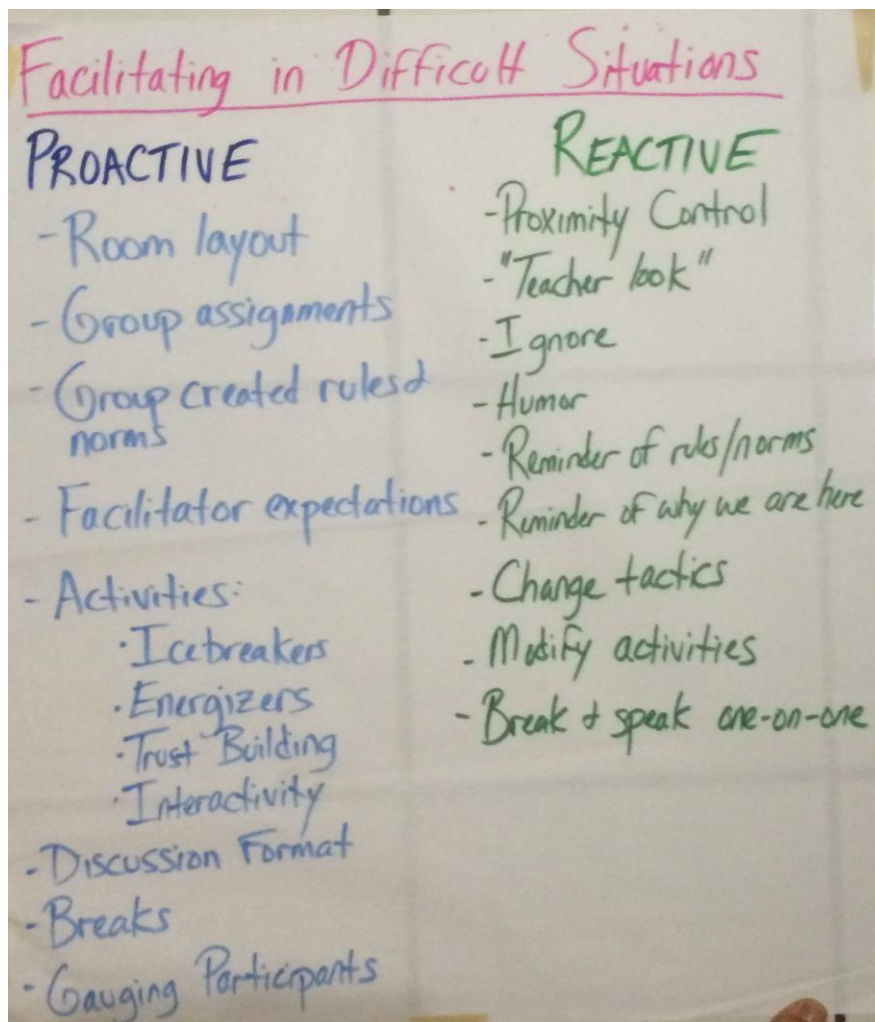 Facilitating in Difficult Situations
PROACTIVE
- Room layout
- Group assignments
- Group created rules &
norms
- Facilitator expectations
- Activities:
· Icebreakers
· Energizers
· Trust Building
· Interactivity
- Discussion Format
- Breaks
- Gauging Participants
REACTIVE
- Proximity Control
- "Teacher look"
- Ignore
- Humor
- Reminder of rules/norms
- Reminder of why we are here
- Change tactics
- Modify activities
- Break & speak one-on-one